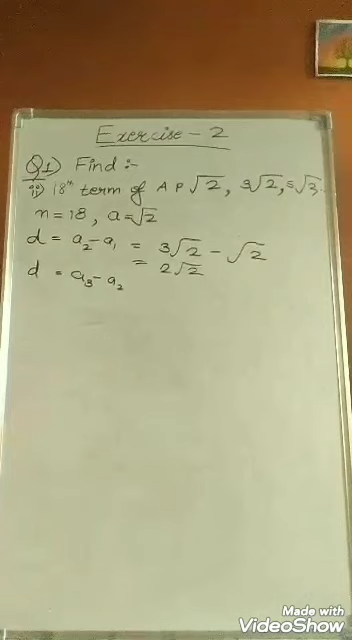 Exercise - 2
Q1) Find :-
ii) 18th term of A P √2, 3√2, 5√2..
n = 18, a = √2
d = a₂ - a₁ = 3√2 - √2
= 2√2
d = a₃ - a₂
Made with
VideoShow